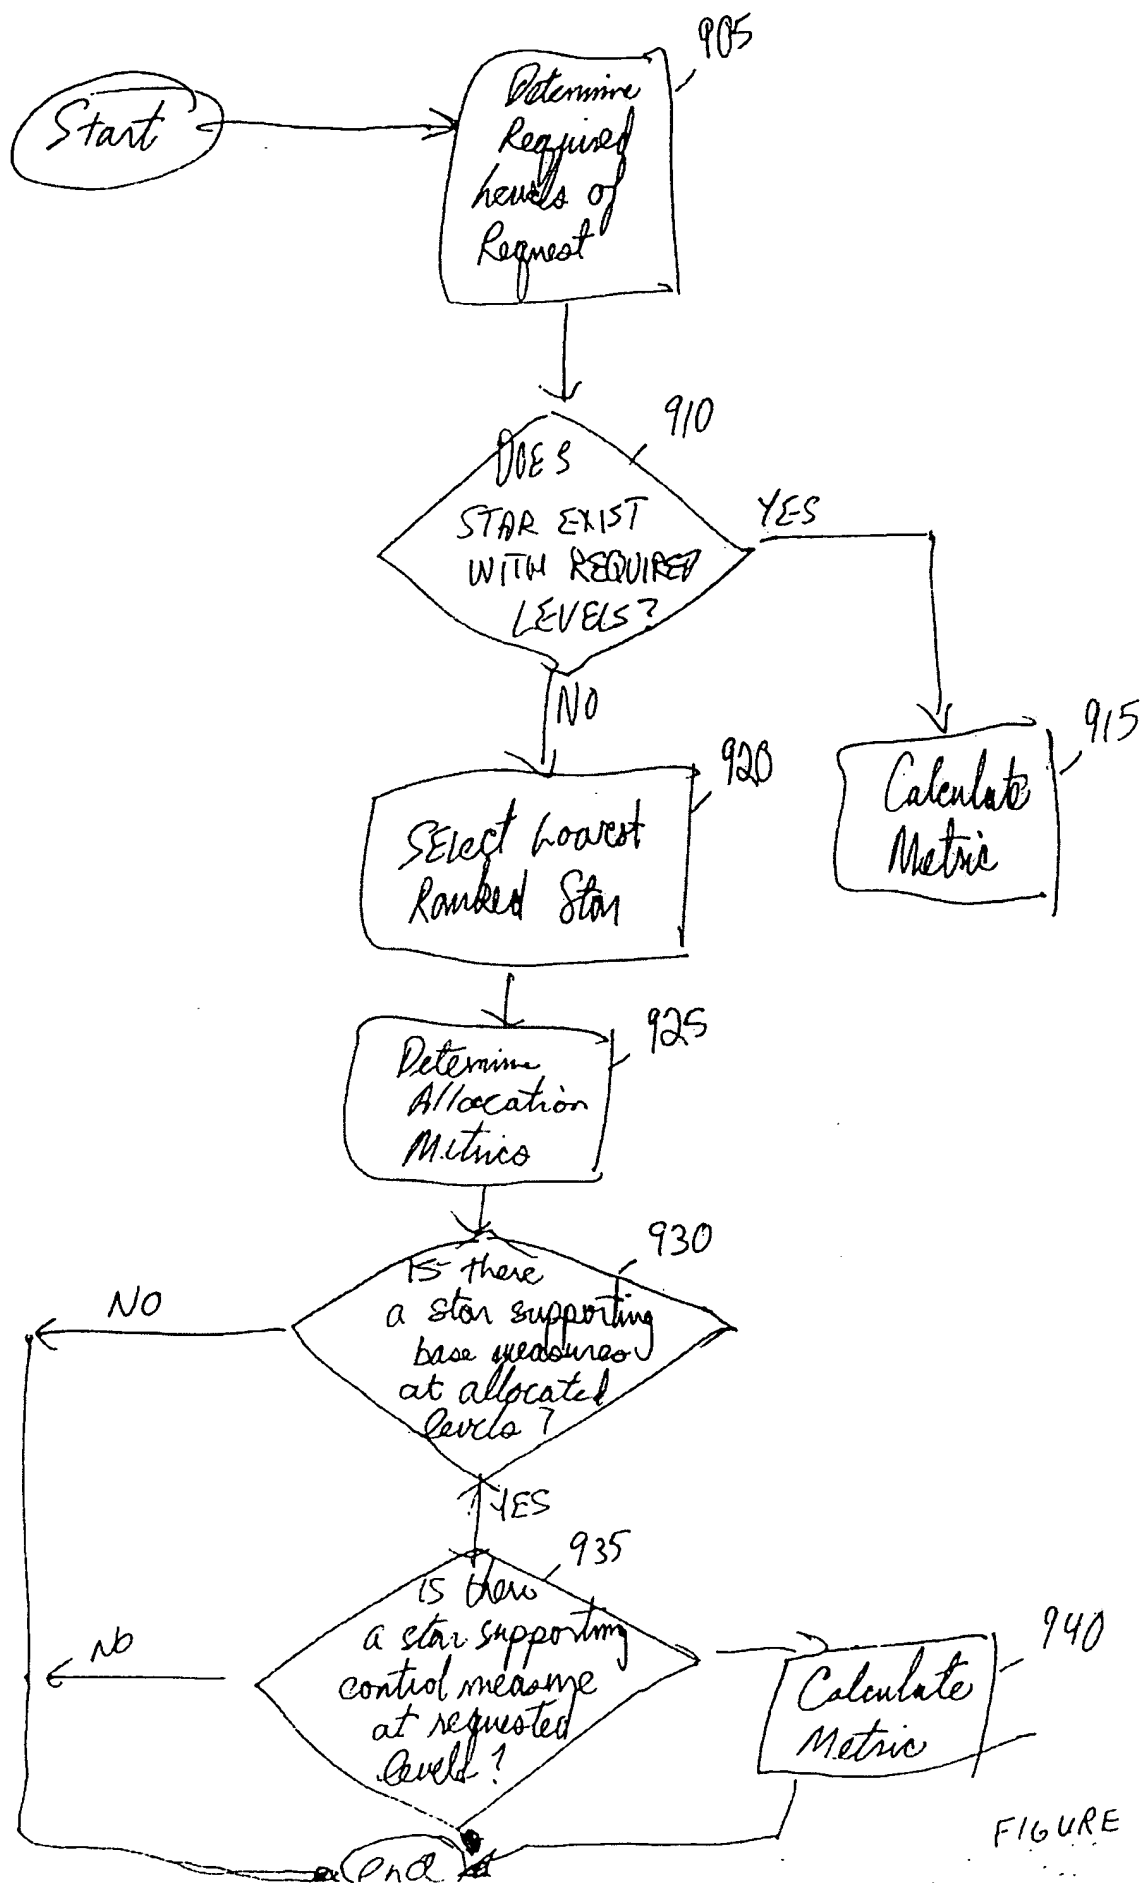 905
Start
Determine
Required
Levels of
Request
910
DOES
STAR EXIST
WITH REQUIRED
LEVELS?
YES
NO
915
Calculate
Metric
920
SElect Lowest
Ranked Star
925
Determine
Allocation
Metrics
930
Is there
a star supporting
base measures
at allocated
levels?
NO
YES
935
Is there
a star supporting
control measure
at requested
levels?
NO
940
Calculate
Metric
End
FIGURE